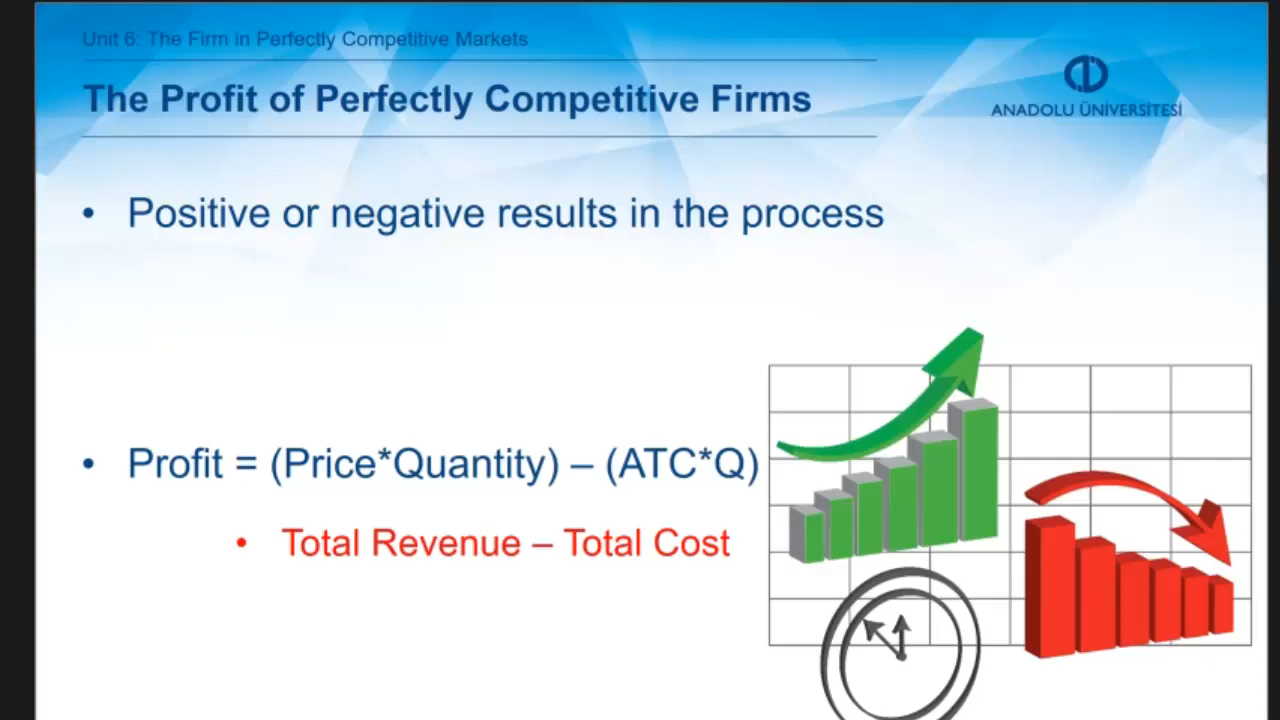 Unit 6: The Firm in Perfectly Competitive Markets
The Profit of Perfectly Competitive Firms
ANADOLU ÜNİVERSİTESİ
• Positive or negative results in the process
• Profit = (Price*Quantity) – (ATC*Q)
• Total Revenue – Total Cost